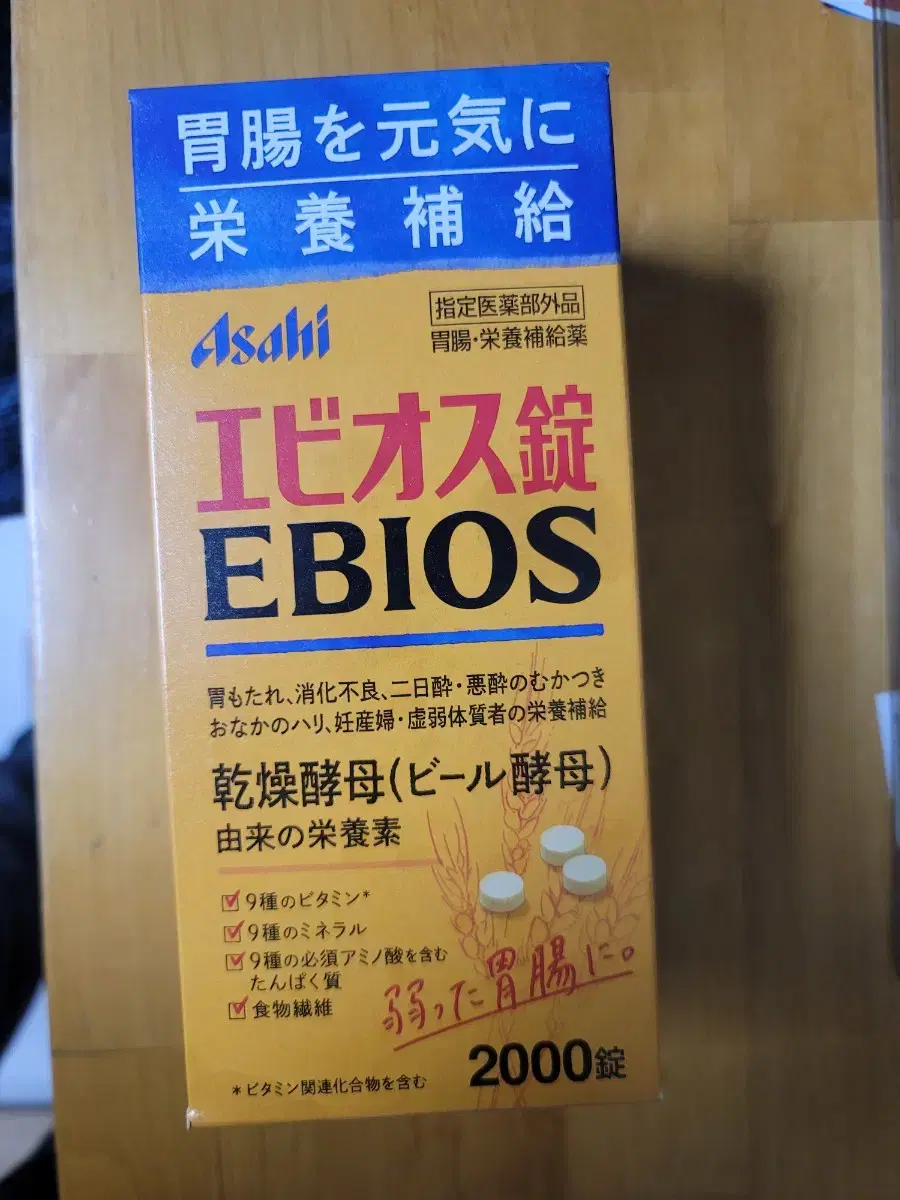 胃腸を元気に
栄養補給
Asahi
指定医薬部外品
胃腸・栄養補給薬
エビオス錠
EBIOS
胃もたれ、消化不良、二日酔・悪酔のむかつき
おなかのハリ、妊産婦・虚弱体質者の栄養補給
乾燥酵母(ビール酵母)
由来の栄養素
9種のビタミン*
9種のミネラル
9種の必須アミノ酸を含む
たんぱく質
食物繊維
弱った胃腸に。
*ビタミン関連化合物を含む
2000錠